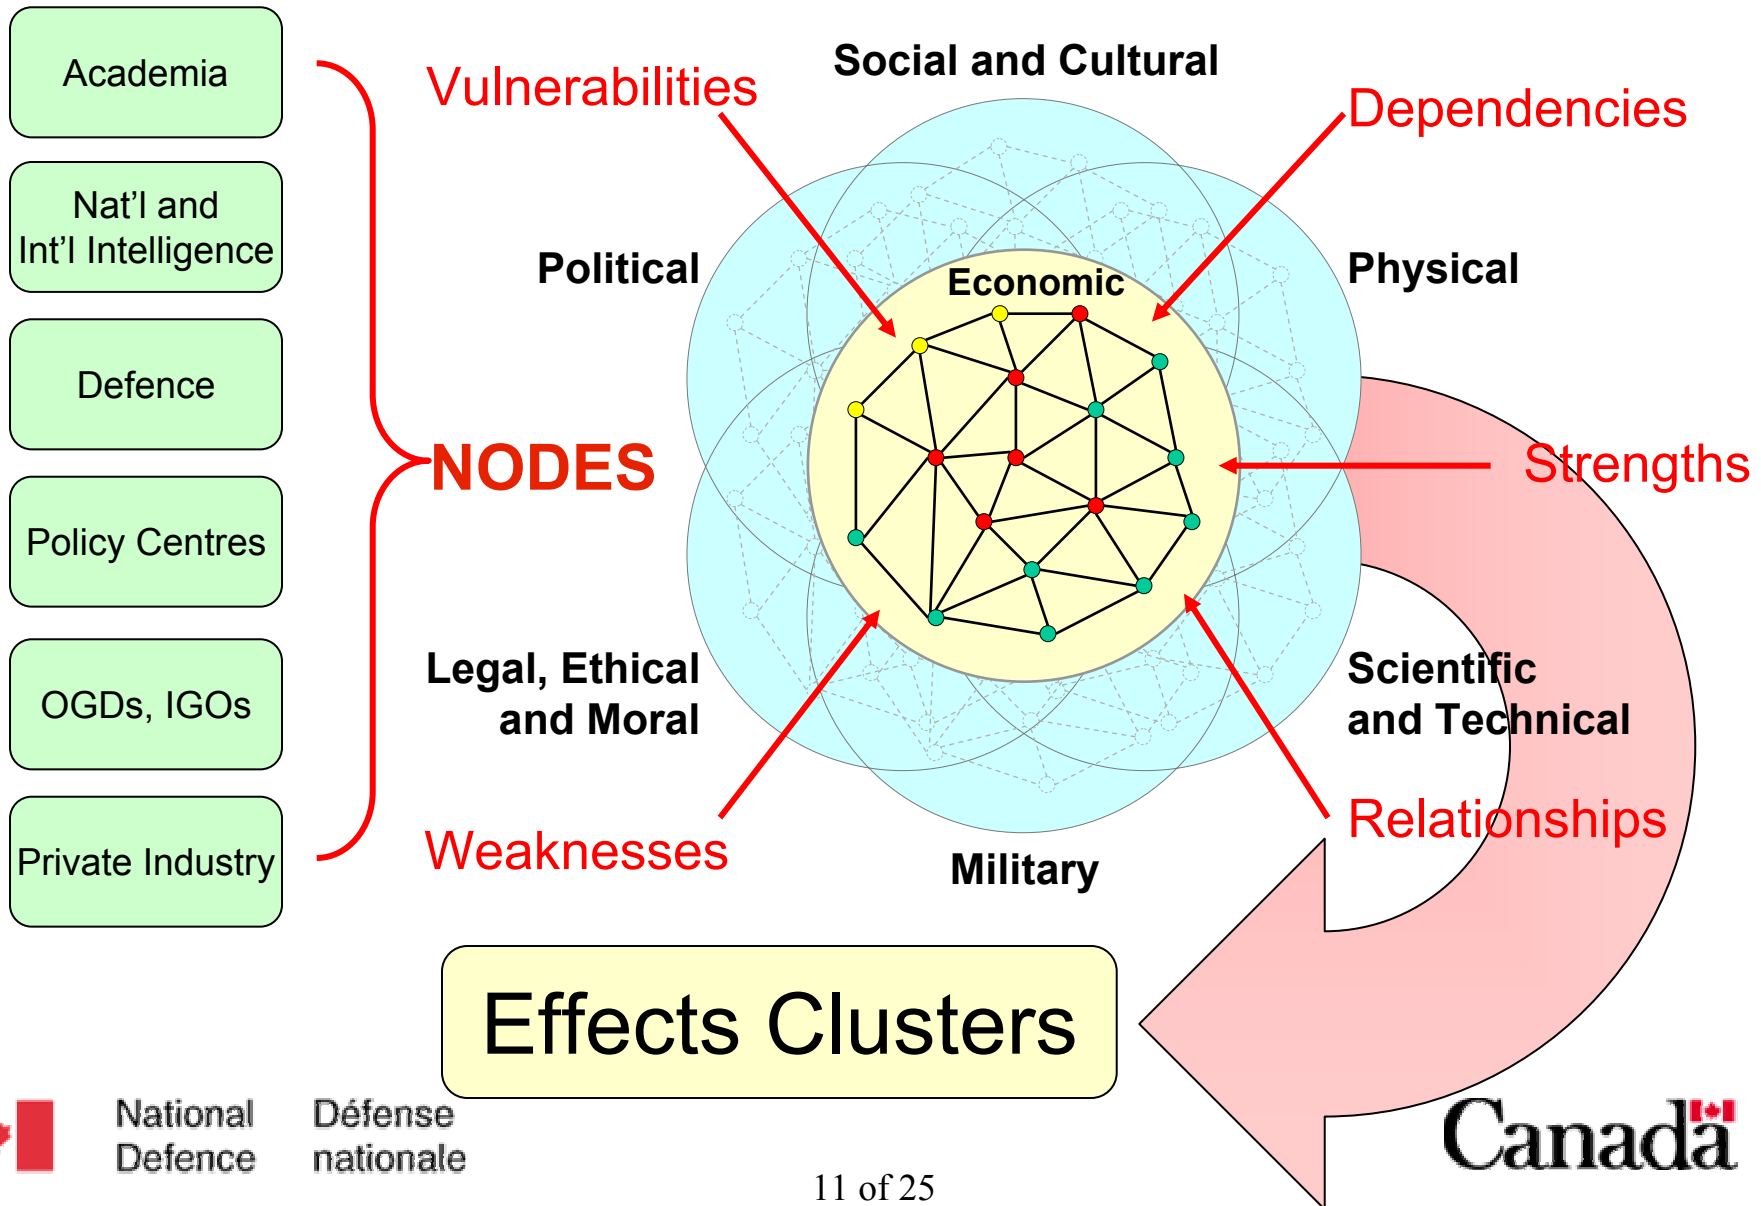 Academia
Nat'l and
Int'l Intelligence
Defence
Policy Centres
OGDs, IGOs
Private Industry
NODES
Vulnerabilities
Social and Cultural
Dependencies
Political
Economic
Physical
Strengths
Legal, Ethical
and Moral
Scientific
and Technical
Weaknesses
Military
Relationships
Effects Clusters
National
Defence
Défense
nationale
11 of 25
Canada